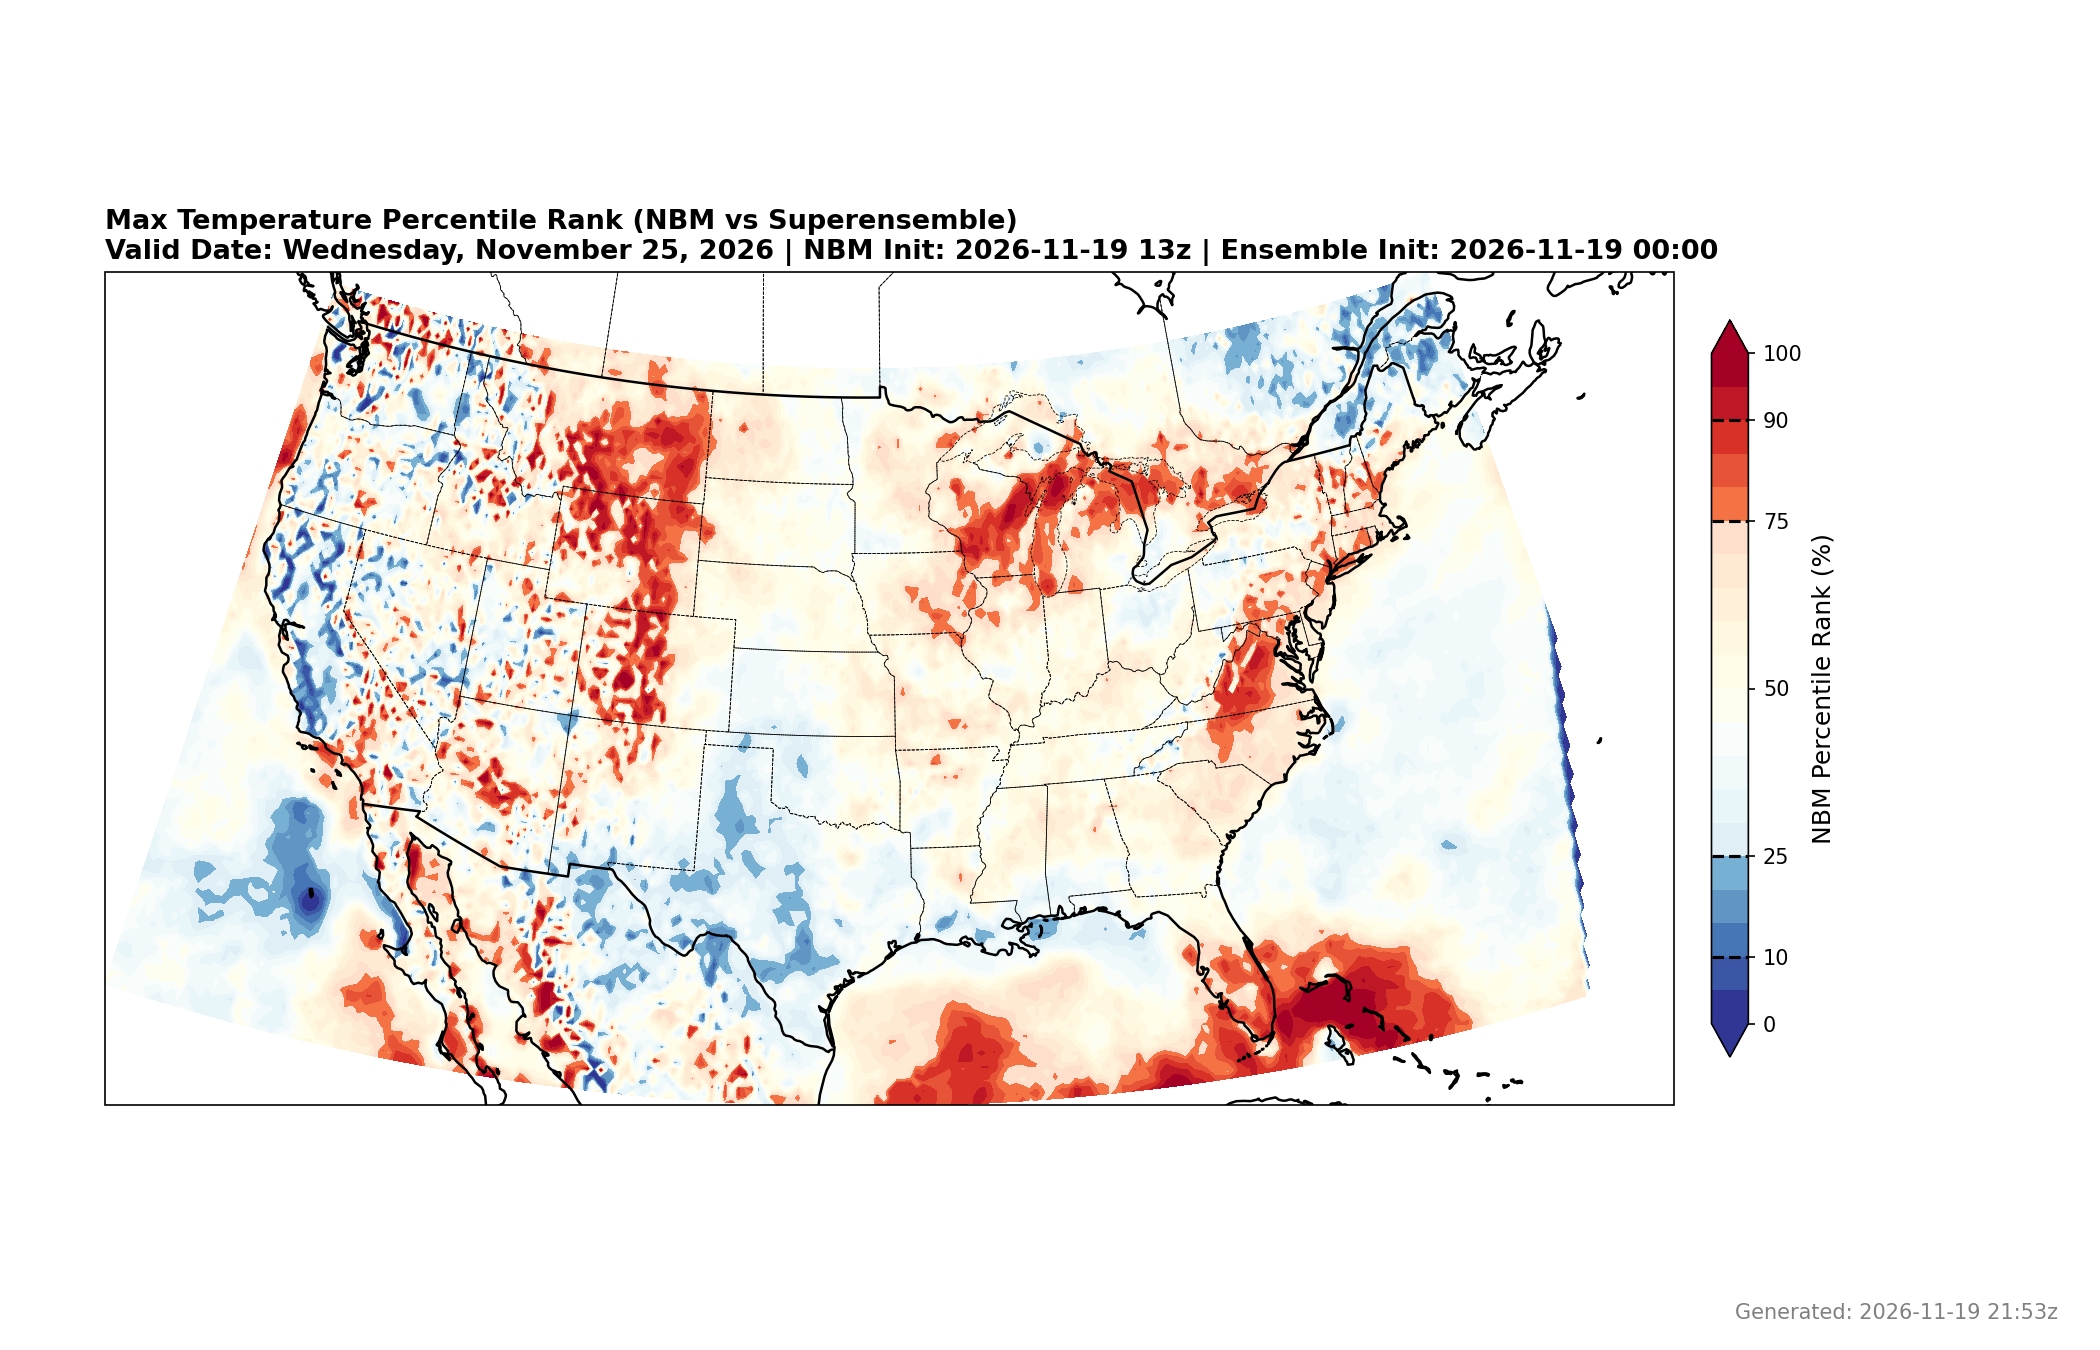 Max Temperature Percentile Rank (NBM vs Superensemble)
Valid Date: Wednesday, November 25, 2026 | NBM Init: 2026-11-19 13z | Ensemble Init: 2026-11-19 00:00
100
90
75
50
25
10
0
NBM Percentile Rank (%)
Generated: 2026-11-19 21:53z